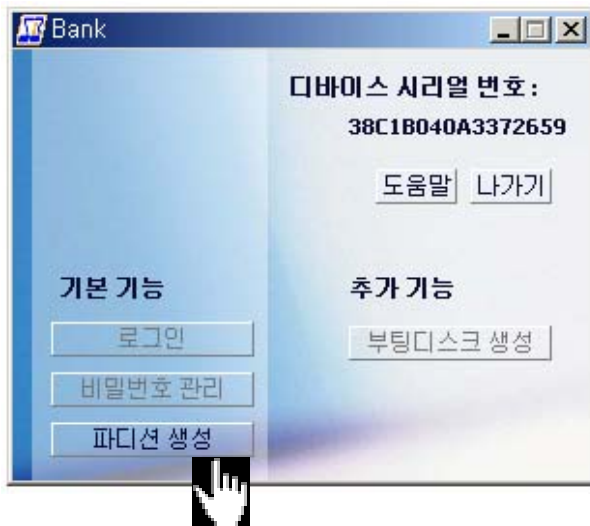 Bank
디바이스 시리얼 번호 :
38C1B040A3372659
도움말 나가기
기본 기능
추가 기능
로그인
부팅디스크 생성
비밀번호 관리
파디션 생성